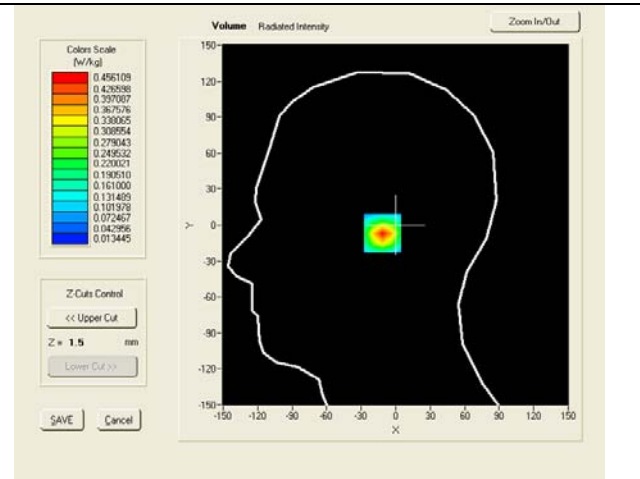 Volume Radiated Intensity
Zoom In/Out
Colors Scale
(W/kg)
0.456109
0.426598
0.397087
0.367576
0.338065
0.308554
0.279043
0.249532
0.220021
0.190510
0.161000
0.131489
0.101978
0.072467
0.042956
0.013445
Z-Cuts Control
<< Upper Cut
Z = 1.5 mm
Lower Cut >>
SAVE Cancel
150-
120-
90-
60-
30-
Y 0-
-30-
-60-
-90-
-120-
-150-
-150 -120 -90 -60 -30 0 30 60 90 120 150
X